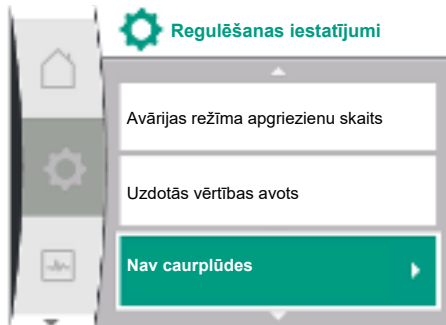 Regulēšanas iestatījumi
Avārijas režīma apgriezienu skaits
Uzdotās vērtības avots
Nav caurplūdes